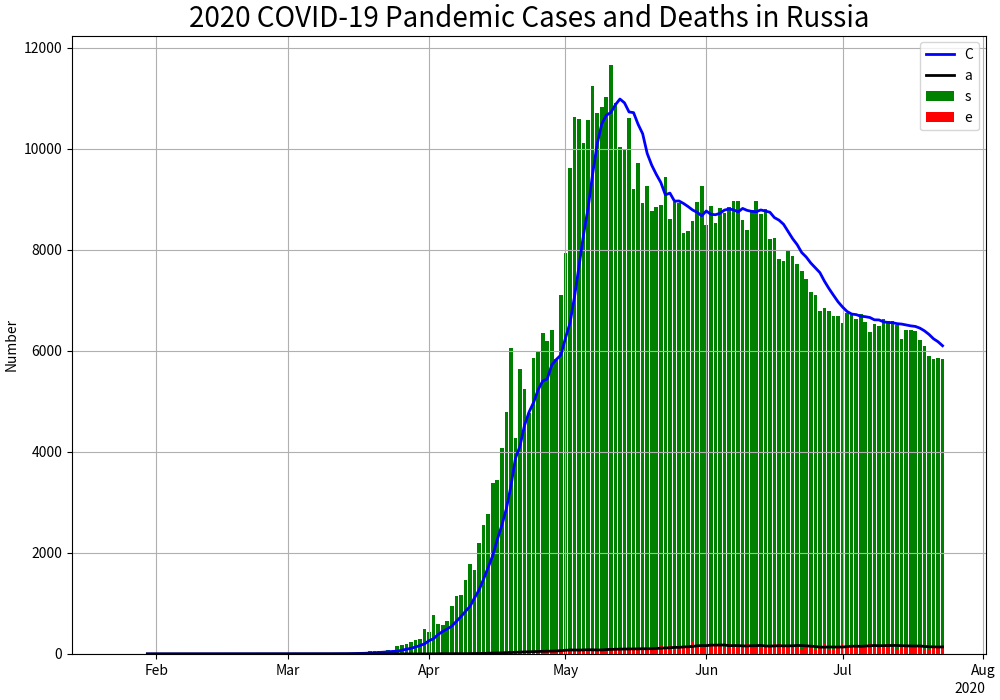 2020 COVID-19 Pandemic Cases and Deaths in Russia
12000
10000
8000
6000
4000
2000
0
Number
C
a
s
e
Feb
Mar
Apr
May
Jun
Jul
Aug
2020